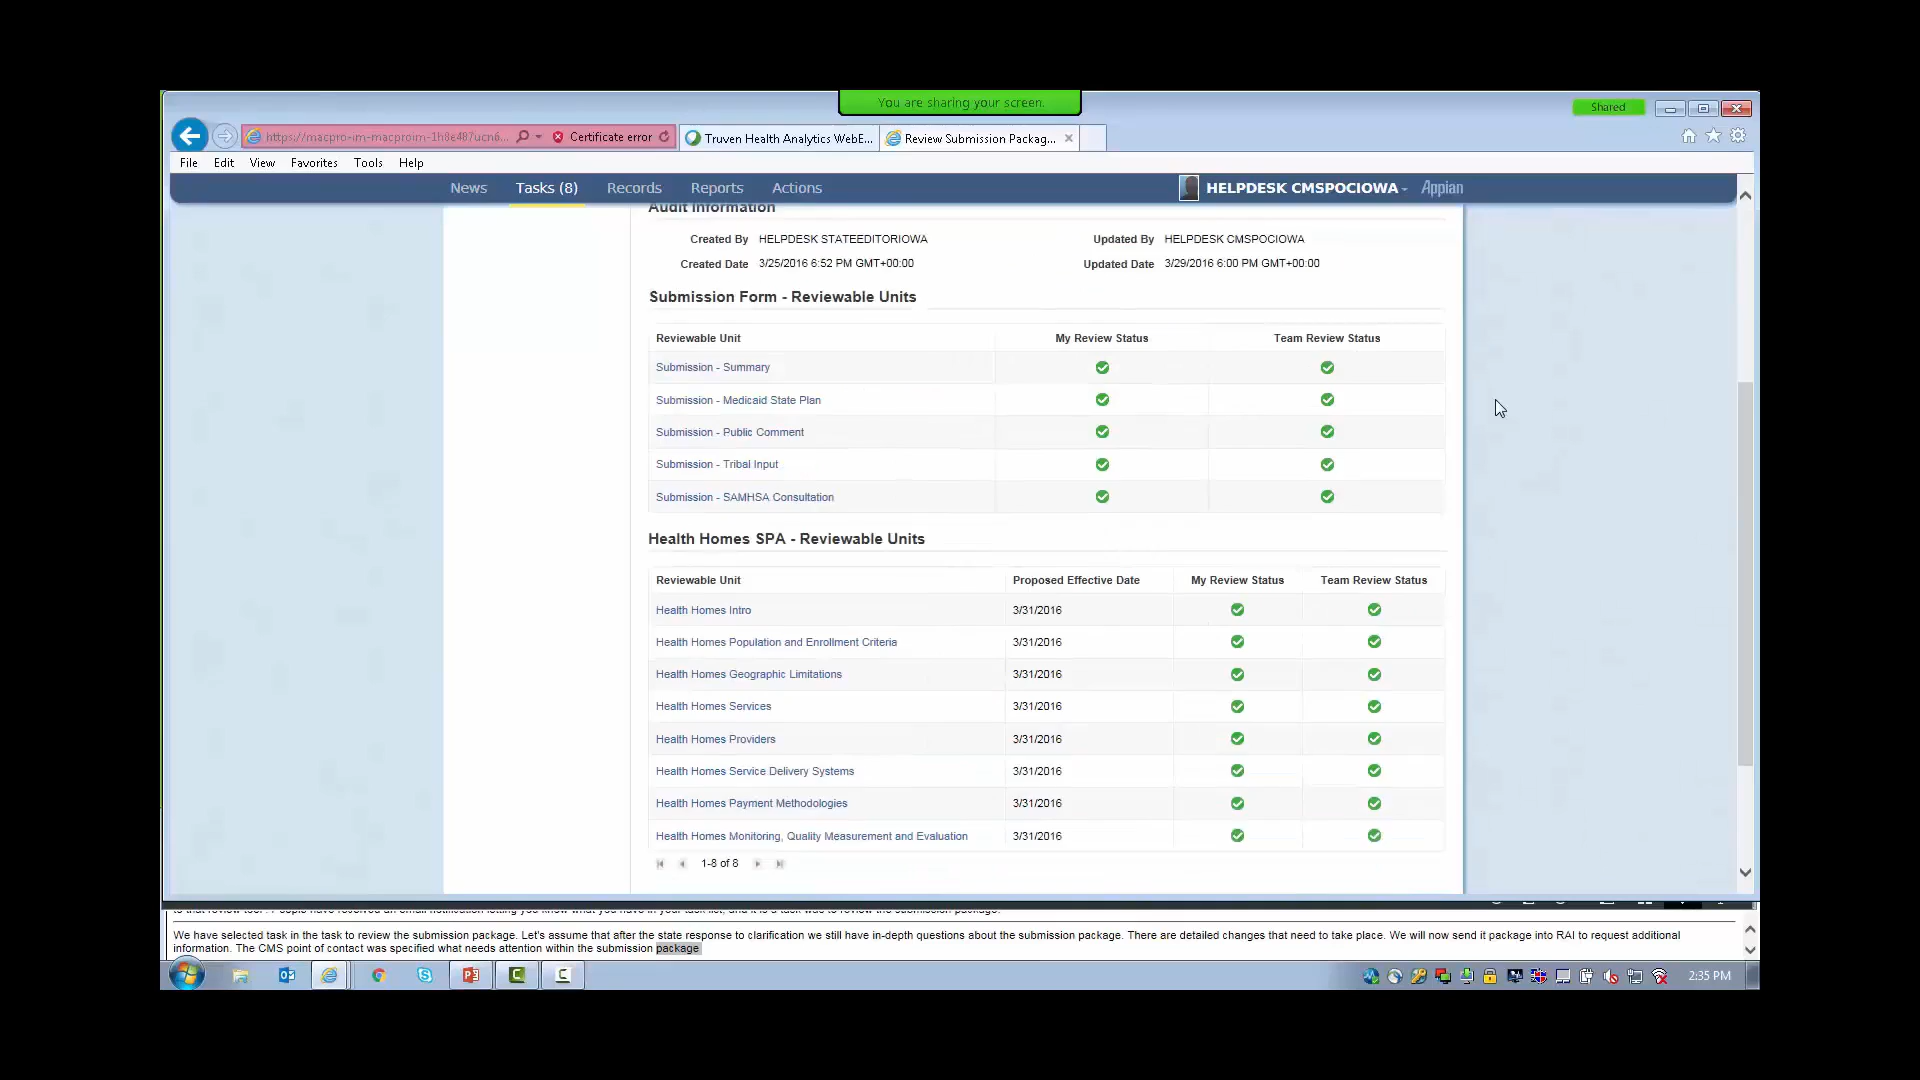 You are sharing your screen.
Shared
https://macpro-im-macproim-1h8e487ucn6... Certificate error
Truven Health Analytics WebE...
Review Submission Packag...
File Edit View Favorites Tools Help
News Tasks (8) Records Reports Actions HELPDESK CMSPOCIOWA Appian
Audit Information
Created By HELPDESK STATEEDITORIOWA Updated By HELPDESK CMSPOCIOWA
Created Date 3/25/2016 6:52 PM GMT+00:00 Updated Date 3/29/2016 6:00 PM GMT+00:00
Submission Form - Reviewable Units
Reviewable Unit My Review Status Team Review Status
Submission - Summary
Submission - Medicaid State Plan
Submission - Public Comment
Submission - Tribal Input
Submission - SAMHSA Consultation
Health Homes SPA - Reviewable Units
Reviewable Unit Proposed Effective Date My Review Status Team Review Status
Health Homes Intro 3/31/2016
Health Homes Population and Enrollment Criteria 3/31/2016
Health Homes Geographic Limitations 3/31/2016
Health Homes Services 3/31/2016
Health Homes Providers 3/31/2016
Health Homes Service Delivery Systems 3/31/2016
Health Homes Payment Methodologies 3/31/2016
Health Homes Monitoring, Quality Measurement and Evaluation 3/31/2016
1-8 of 8
We have selected task in the task to review the submission package. Let's assume that after the state response to clarification we still have in-depth questions about the submission package. There are detailed changes that need to take place. We will now send it package into RAI to request additional
information. The CMS point of contact was specified what needs attention within the submission package
2:35 PM